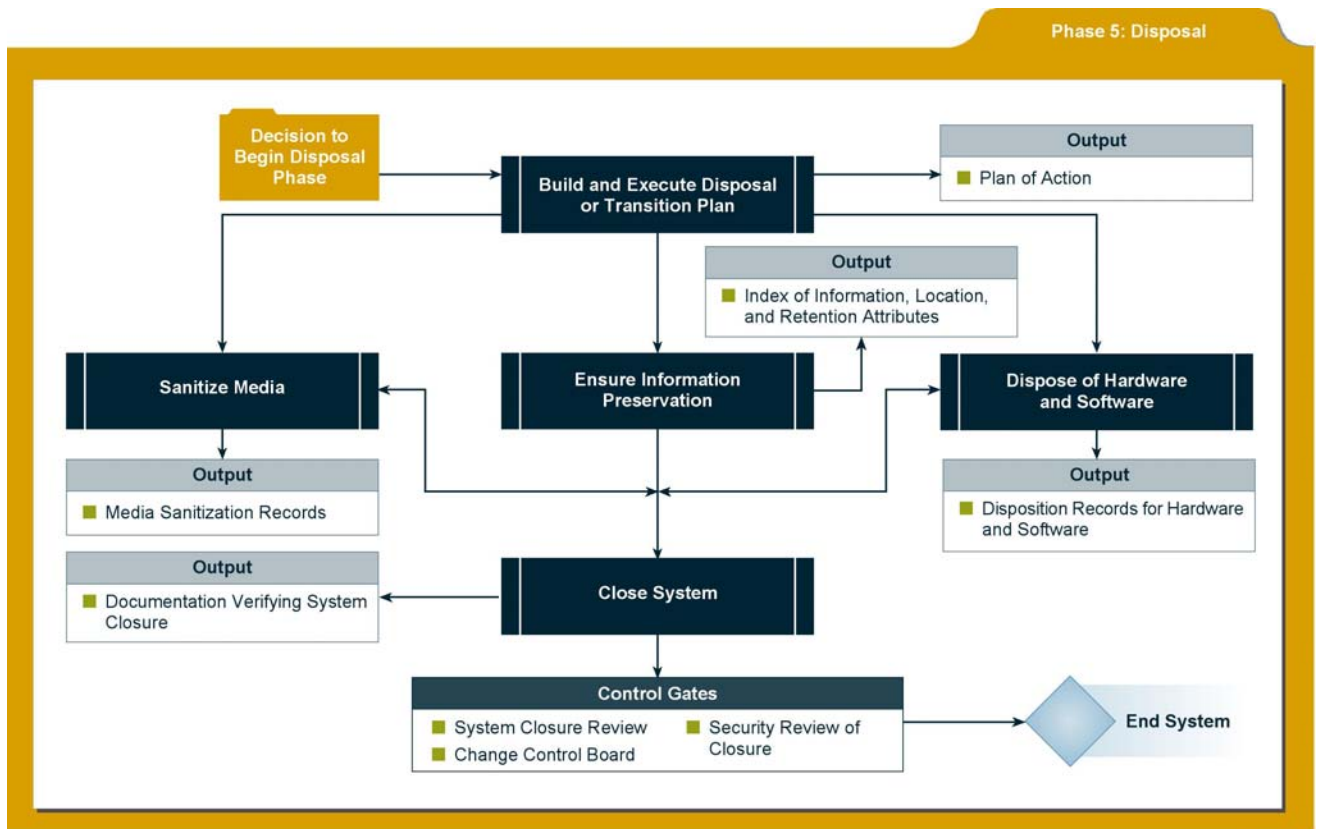 Phase 5: Disposal
Decision to
Begin Disposal
Phase
Build and Execute Disposal
or Transition Plan
Output
Plan of Action
Output
Index of Information, Location,
and Retention Attributes
Sanitize Media
Ensure Information
Preservation
Dispose of Hardware
and Software
Output
Media Sanitization Records
Output
Disposition Records for Hardware
and Software
Output
Documentation Verifying System
Closure
Close System
Control Gates
System Closure Review
Change Control Board
Security Review of
Closure
End System